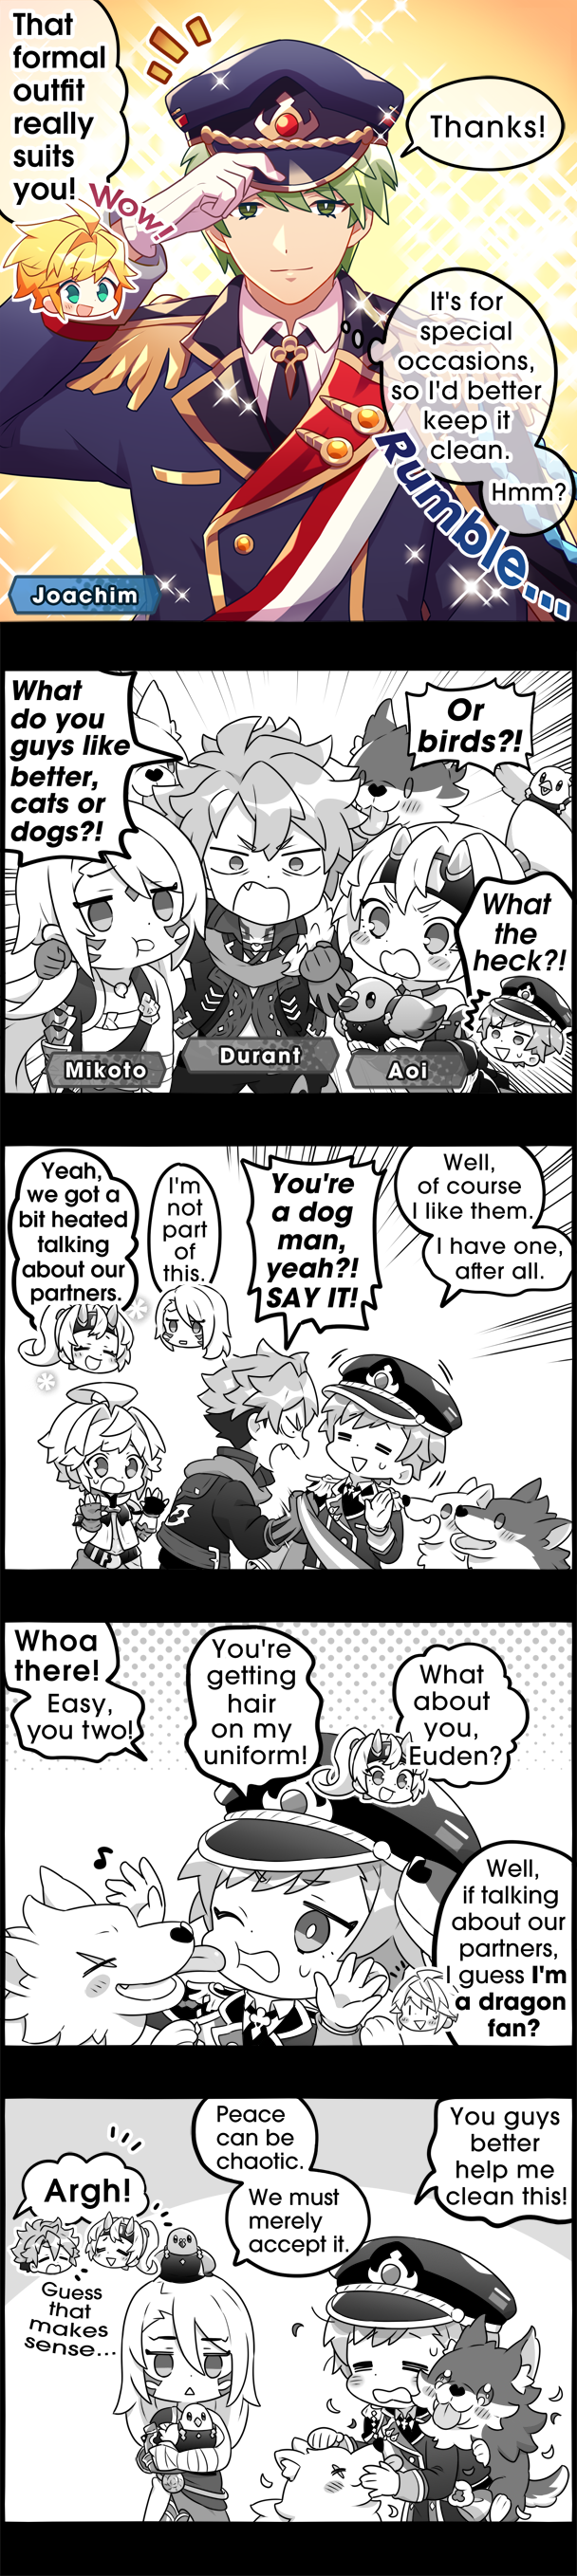 That
formal
outfit
really
suits
you!
Wow!
Thanks!
It's for
special
occasions,
so I'd better
keep it
clean.
Hmm?
Rumble...
Joachim
What
do you
guys like
better,
cats or
dogs?!
Or
birds?!
What
the
heck?!
Mikoto
Durant
Aoi
Yeah,
we got a
bit heated
talking
about our
partners.
I'm
not
part
of
this.
You're
a dog
man,
yeah?!
SAY IT!
Well,
of course
I like them.
I have one,
after all.
Whoa
there!
Easy,
you two!
You're
getting
hair
on my
uniform!
What
about
you,
Euden?
Well,
if talking
about our
partners,
I guess I'm
a dragon
fan?
Argh!
Guess
that
makes
sense...
Peace
can be
chaotic.
We must
merely
accept it.
You guys
better
help me
clean this!